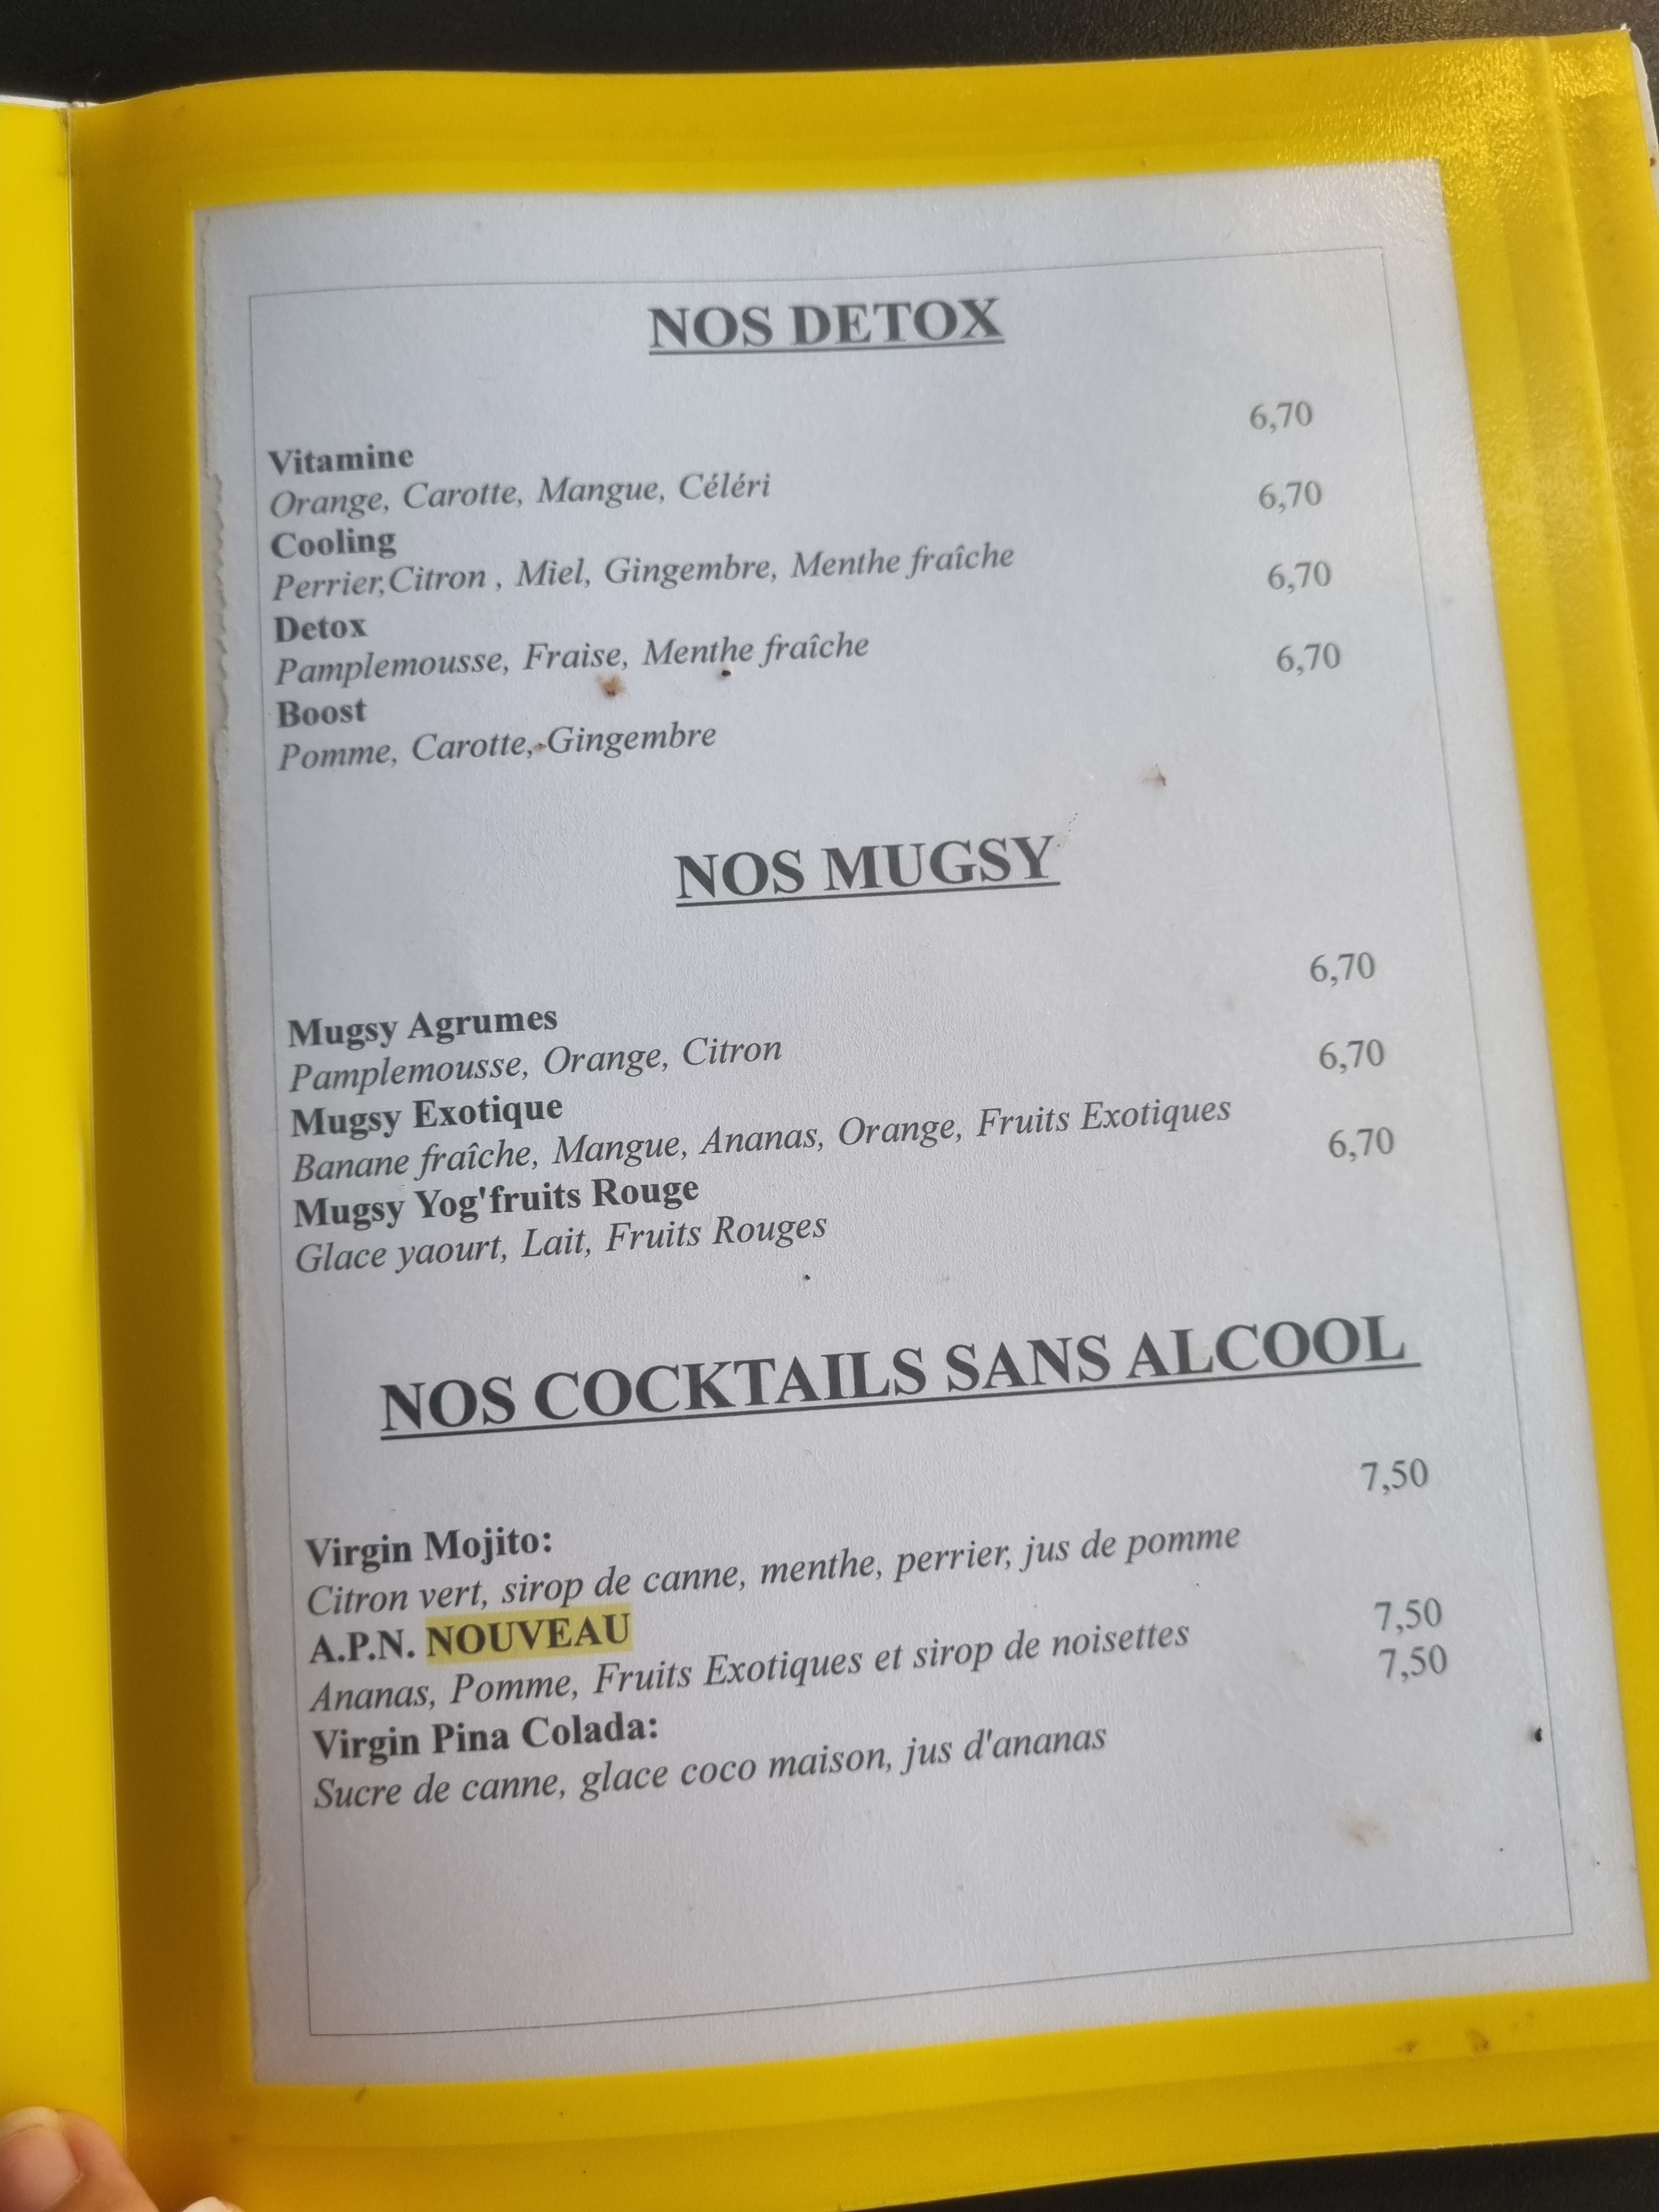 NOS DETOX
6,70
Vitamine
Orange, Carotte, Mangue, Céléri
6,70
Cooling
Perrier,Citron , Miel, Gingembre, Menthe fraîche
6,70
Detox
Pamplemousse, Fraise, Menthe fraîche
6,70
Boost
Pomme, Carotte, Gingembre
NOS MUGSY
6,70
Mugsy Agrumes
Pamplemousse, Orange, Citron
6,70
Mugsy Exotique
Banane fraîche, Mangue, Ananas, Orange, Fruits Exotiques
6,70
Mugsy Yog'fruits Rouge
Glace yaourt, Lait, Fruits Rouges
NOS COCKTAILS SANS ALCOOL
7,50
Virgin Mojito:
Citron vert, sirop de canne, menthe, perrier, jus de pomme
A.P.N. NOUVEAU
7,50
Ananas, Pomme, Fruits Exotiques et sirop de noisettes
7,50
Virgin Pina Colada:
Sucre de canne, glace coco maison, jus d'ananas